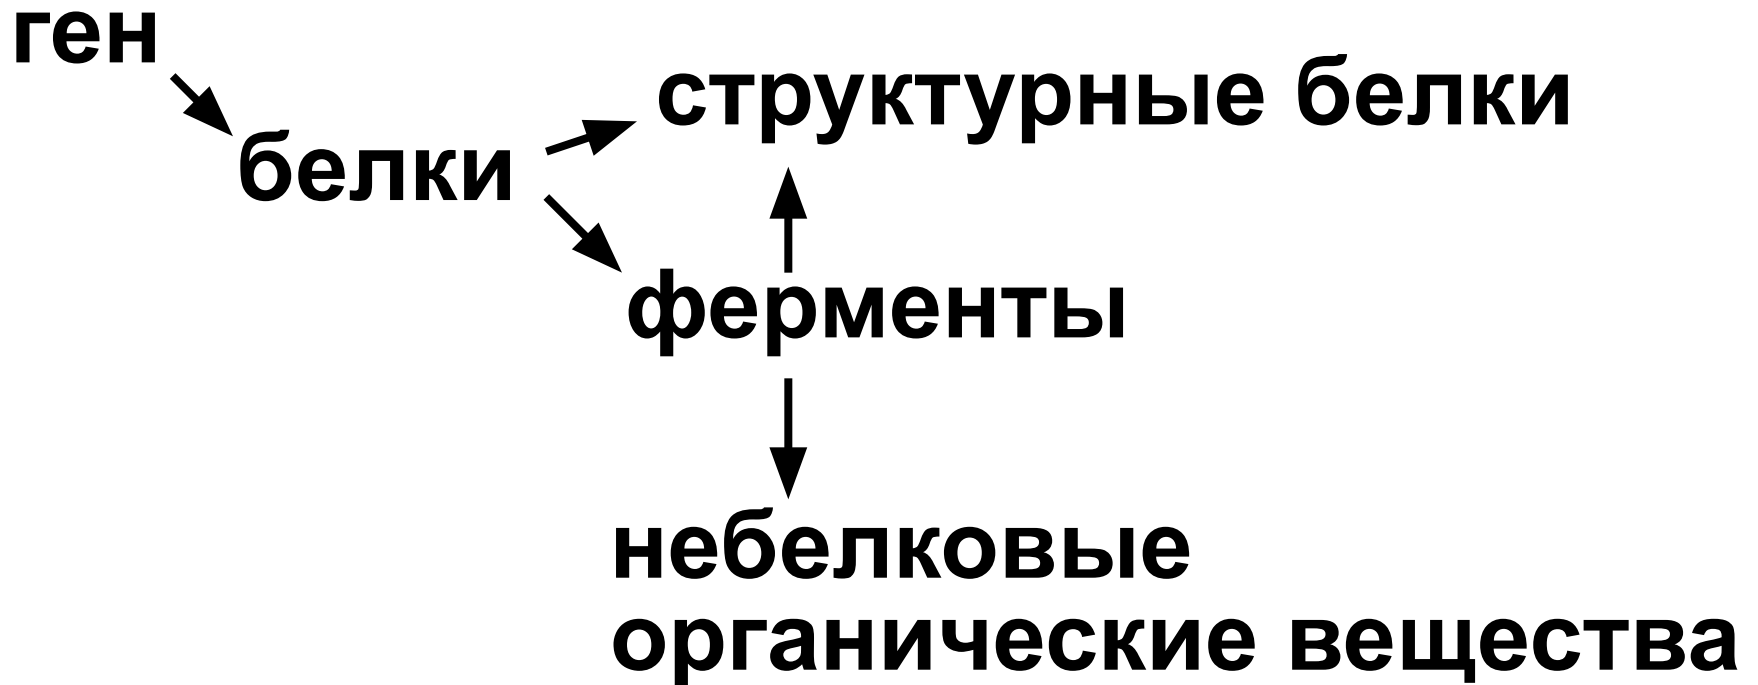 ген
структурные белки
белки
ферменты
небелковые
органические вещества